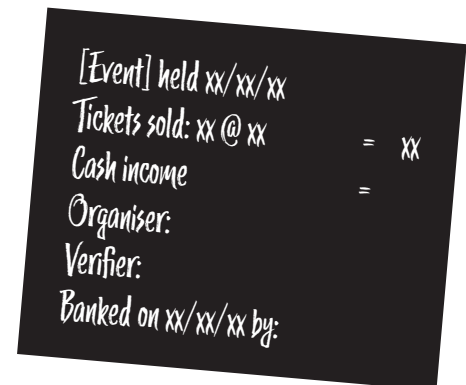 [Event] held xx/xx/xx
Tickets sold: xx @ xx = xx
Cash income =
Organiser:
Verifier:
Banked on xx/xx/xx by: